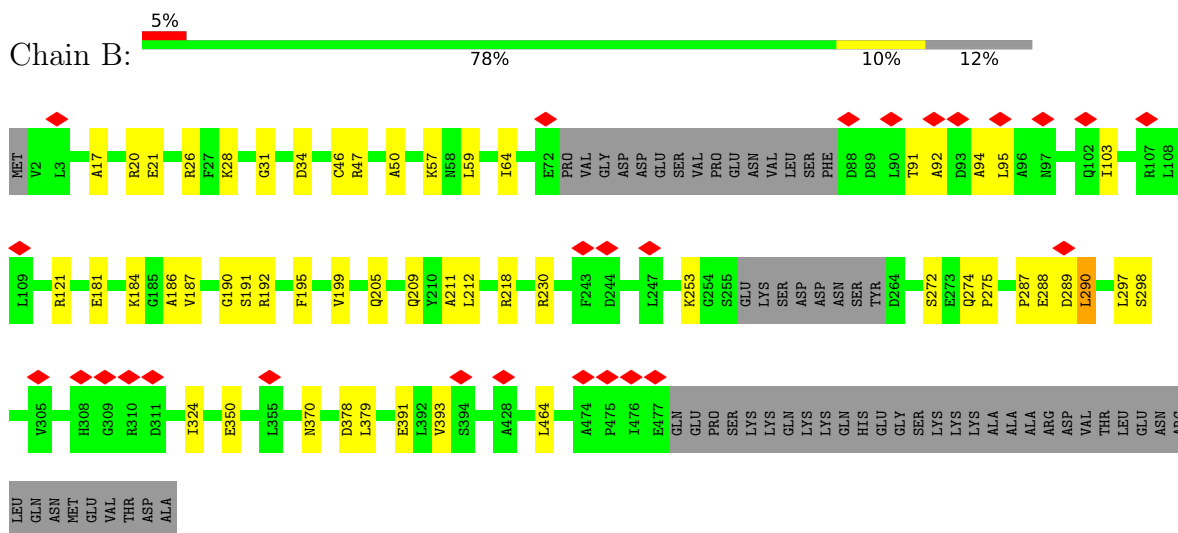 5%
Chain B:
78% 10% 12%
MET V2 L3 A17 R20 E21 R26 F27 K28 G31 D34 C46 R47 A50 K57 N58 L59 I64 E72 PRO VAL GLY ASP ASP GLU SER VAL PRO GLU ASN VAL LEU SER PHE D88 D89 L90 T91 A92 D93 A94 L95 A96 N97 Q102 I103 R107 L108
L109 R121 E181 K184 G185 A186 V187 G190 S191 R192 F195 V199 Q205 Q209 Y210 A211 L212 R218 R230 F243 D244 L247 K253 G254 S255 GLU LYS SER ASP ASP ASN SER TYR D264 S272 E273 Q274 P275 P287 E288 D289 L290 L297 S298
V305 H308 G309 R310 D311 I324 E350 L355 N370 D378 L379 E391 L392 V393 S394 A428 L464 A474 P475 I476 E477 GLN GLU PRO SER LYS LYS GLN LYS LYS GLN HIS GLU GLY SER LYS LYS LYS ALA ALA ALA ARG ASP VAL THR LEU GLU ASN ARG
LEU GLN ASN MET GLU VAL THR ASP ALA